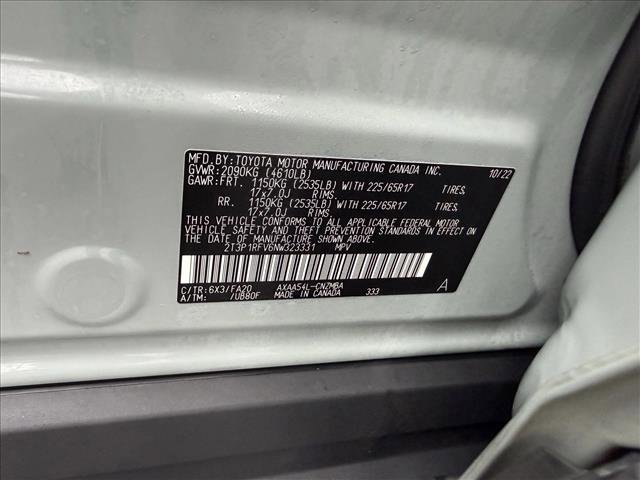 MFD.BY:TOYOTA MOTOR MANUFACTURING CANADA INC. 10/22
GVWR:2090KG (4610LB)
GAWR:FRT. 1150KG (2535LB) WITH 225/65R17 TIRES,
17x7.0J RIMS.
RR. 1150KG (2535LB) WITH 225/65R17 TIRES,
17x7.0J RIMS.
THIS VEHICLE CONFORMS TO ALL APPLICABLE FEDERAL MOTOR
VEHICLE SAFETY AND THEFT PREVENTION STANDARDS IN
EFFECT ON THE DATE OF MANUFACTURE SHOWN ABOVE.
2T3P1RFV6NW323331 MPV
C/TR:6X3/FA20 AXAA54L-CNZMBA
A/TM: /UB80F MADE IN CANADA 333 A